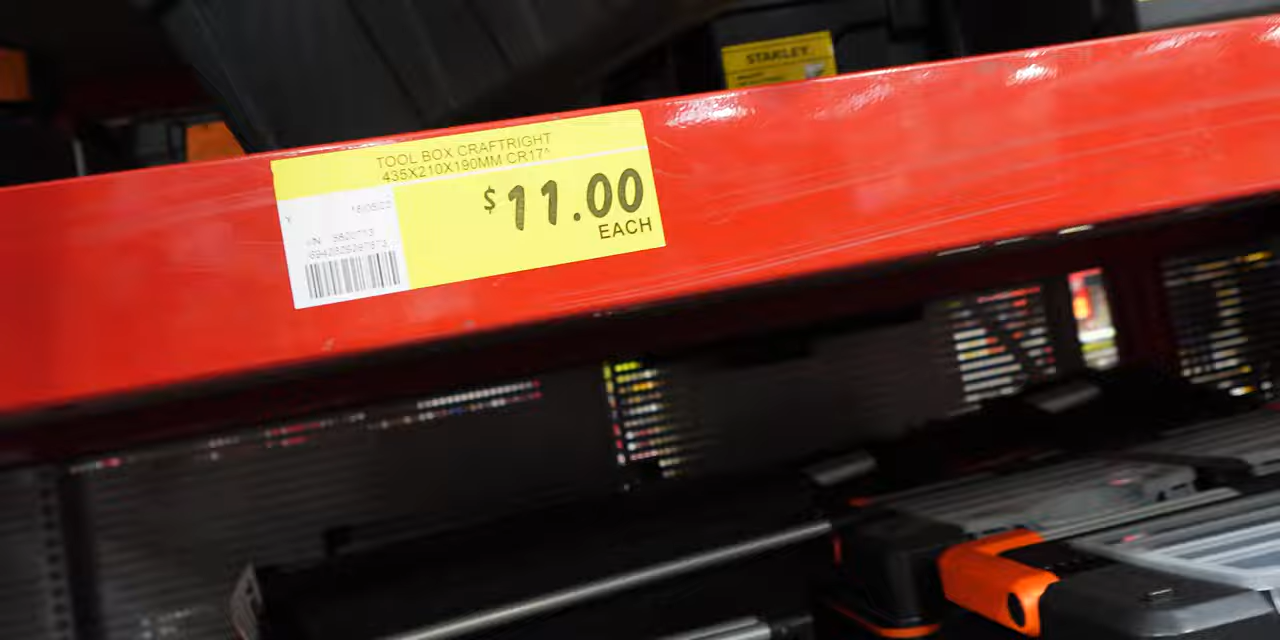 STANLEY
TOOL BOX CRAFTRIGHT
435X210X190MM CR17"
$11.00
EACH